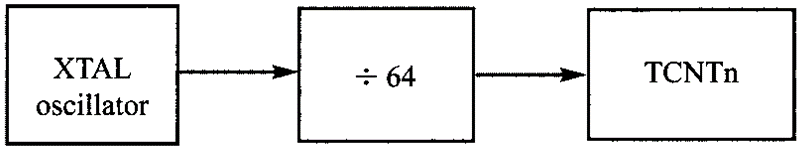 XTAL
oscillator
÷ 64
TCNTn